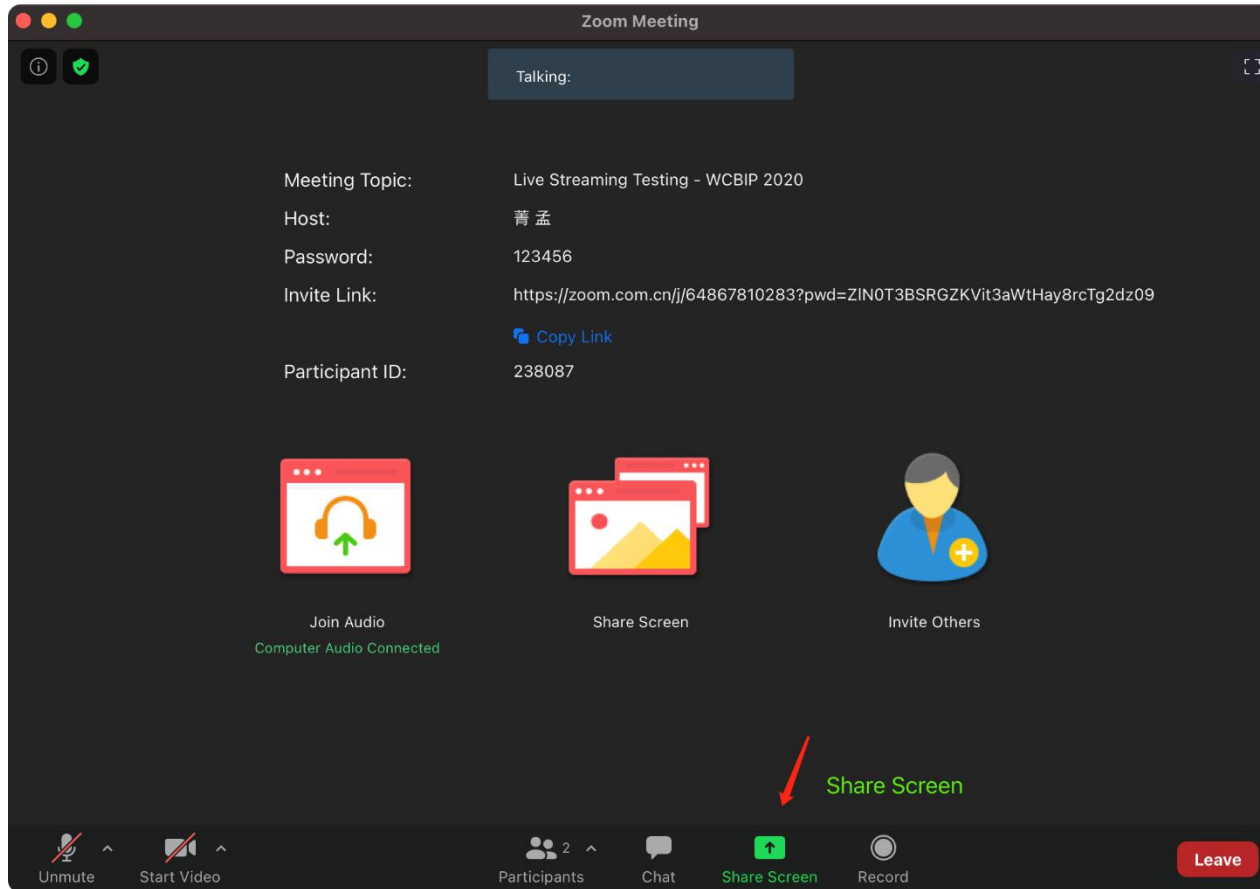 Zoom Meeting
Talking:
Meeting Topic: Live Streaming Testing - WCBIP 2020
Host: 菁 孟
Password: 123456
Invite Link: https://zoom.com.cn/j/64867810283?pwd=ZlN0T3BSRGZKVit3aWtHay8rcTg2dz09
Copy Link
Participant ID: 238087
Join Audio Share Screen Invite Others
Computer Audio Connected
Share Screen
2
Unmute Start Video Participants Chat Share Screen Record Leave